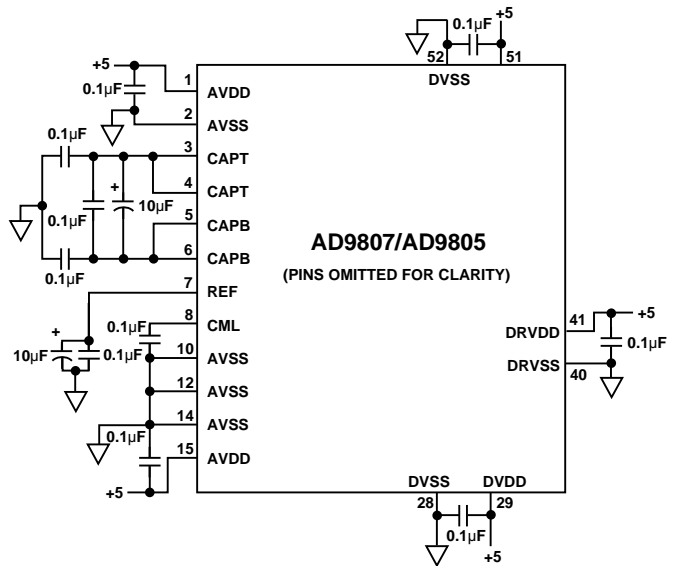 0.1µF
+5
52
51
DVSS
+5
1
AVDD
0.1µF
2
AVSS
0.1µF
3
CAPT
+
4
CAPT
0.1µF
10µF
5
CAPB
6
CAPB
0.1µF
7
REF
+
10µF
0.1µF
0.1µF
8
CML
10
AVSS
12
AVSS
14
AVSS
0.1µF
15
AVDD
+5
AD9807/AD9805
(PINS OMITTED FOR CLARITY)
41
+5
DRVDD
0.1µF
DRVSS
40
DVSS
DVDD
28
29
0.1µF
+5